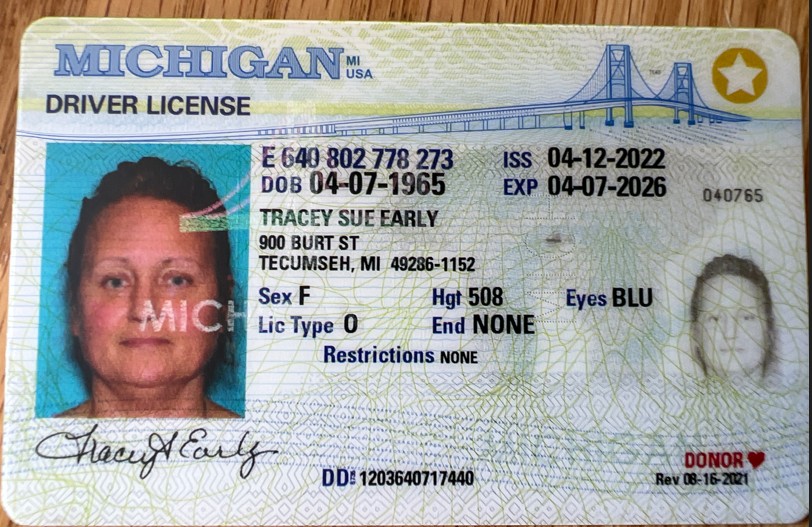 MICHIGAN MI USA
DRIVER LICENSE
E 640 802 778 273 ISS 04-12-2022
DOB 04-07-1965 EXP 04-07-2026
040765
TRACEY SUE EARLY
900 BURT ST
TECUMSEH, MI 49286-1152
Sex F Hgt 508 Eyes BLU
MICH
Lic Type O End NONE
Restrictions NONE
Tracey S Early
DONOR
DD 1203640717440 Rev 08-16-2021